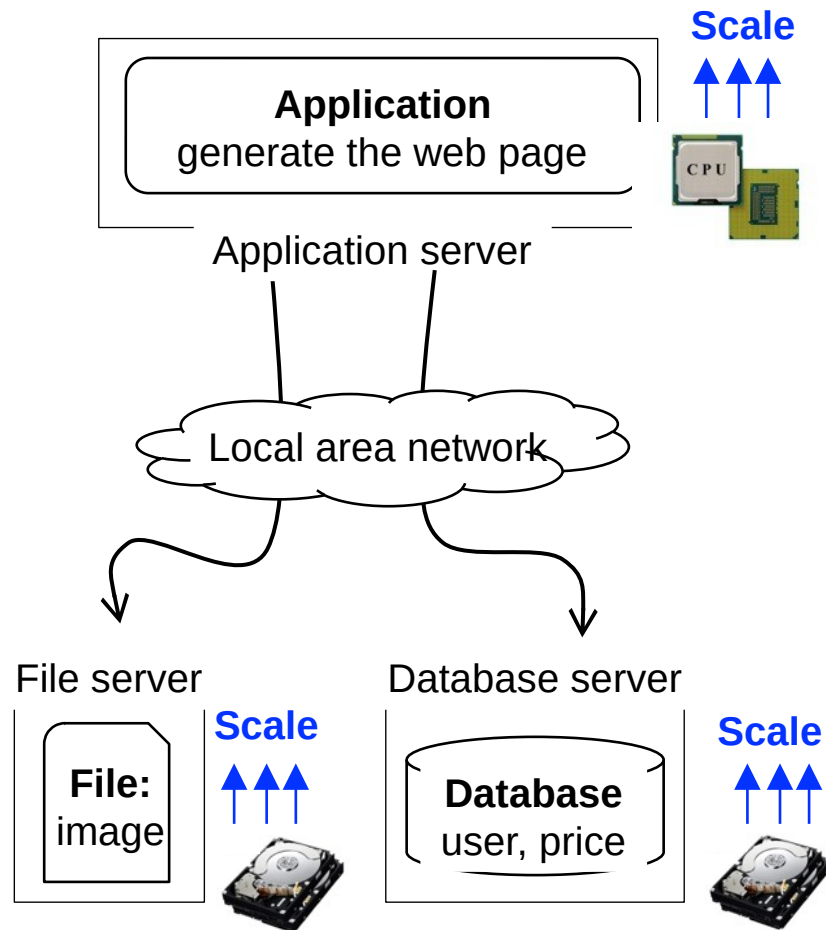 Scale
Application
generate the web page
CPU
Application server
Local area network
File server
Database server
Scale
Scale
File:
image
Database
user, price